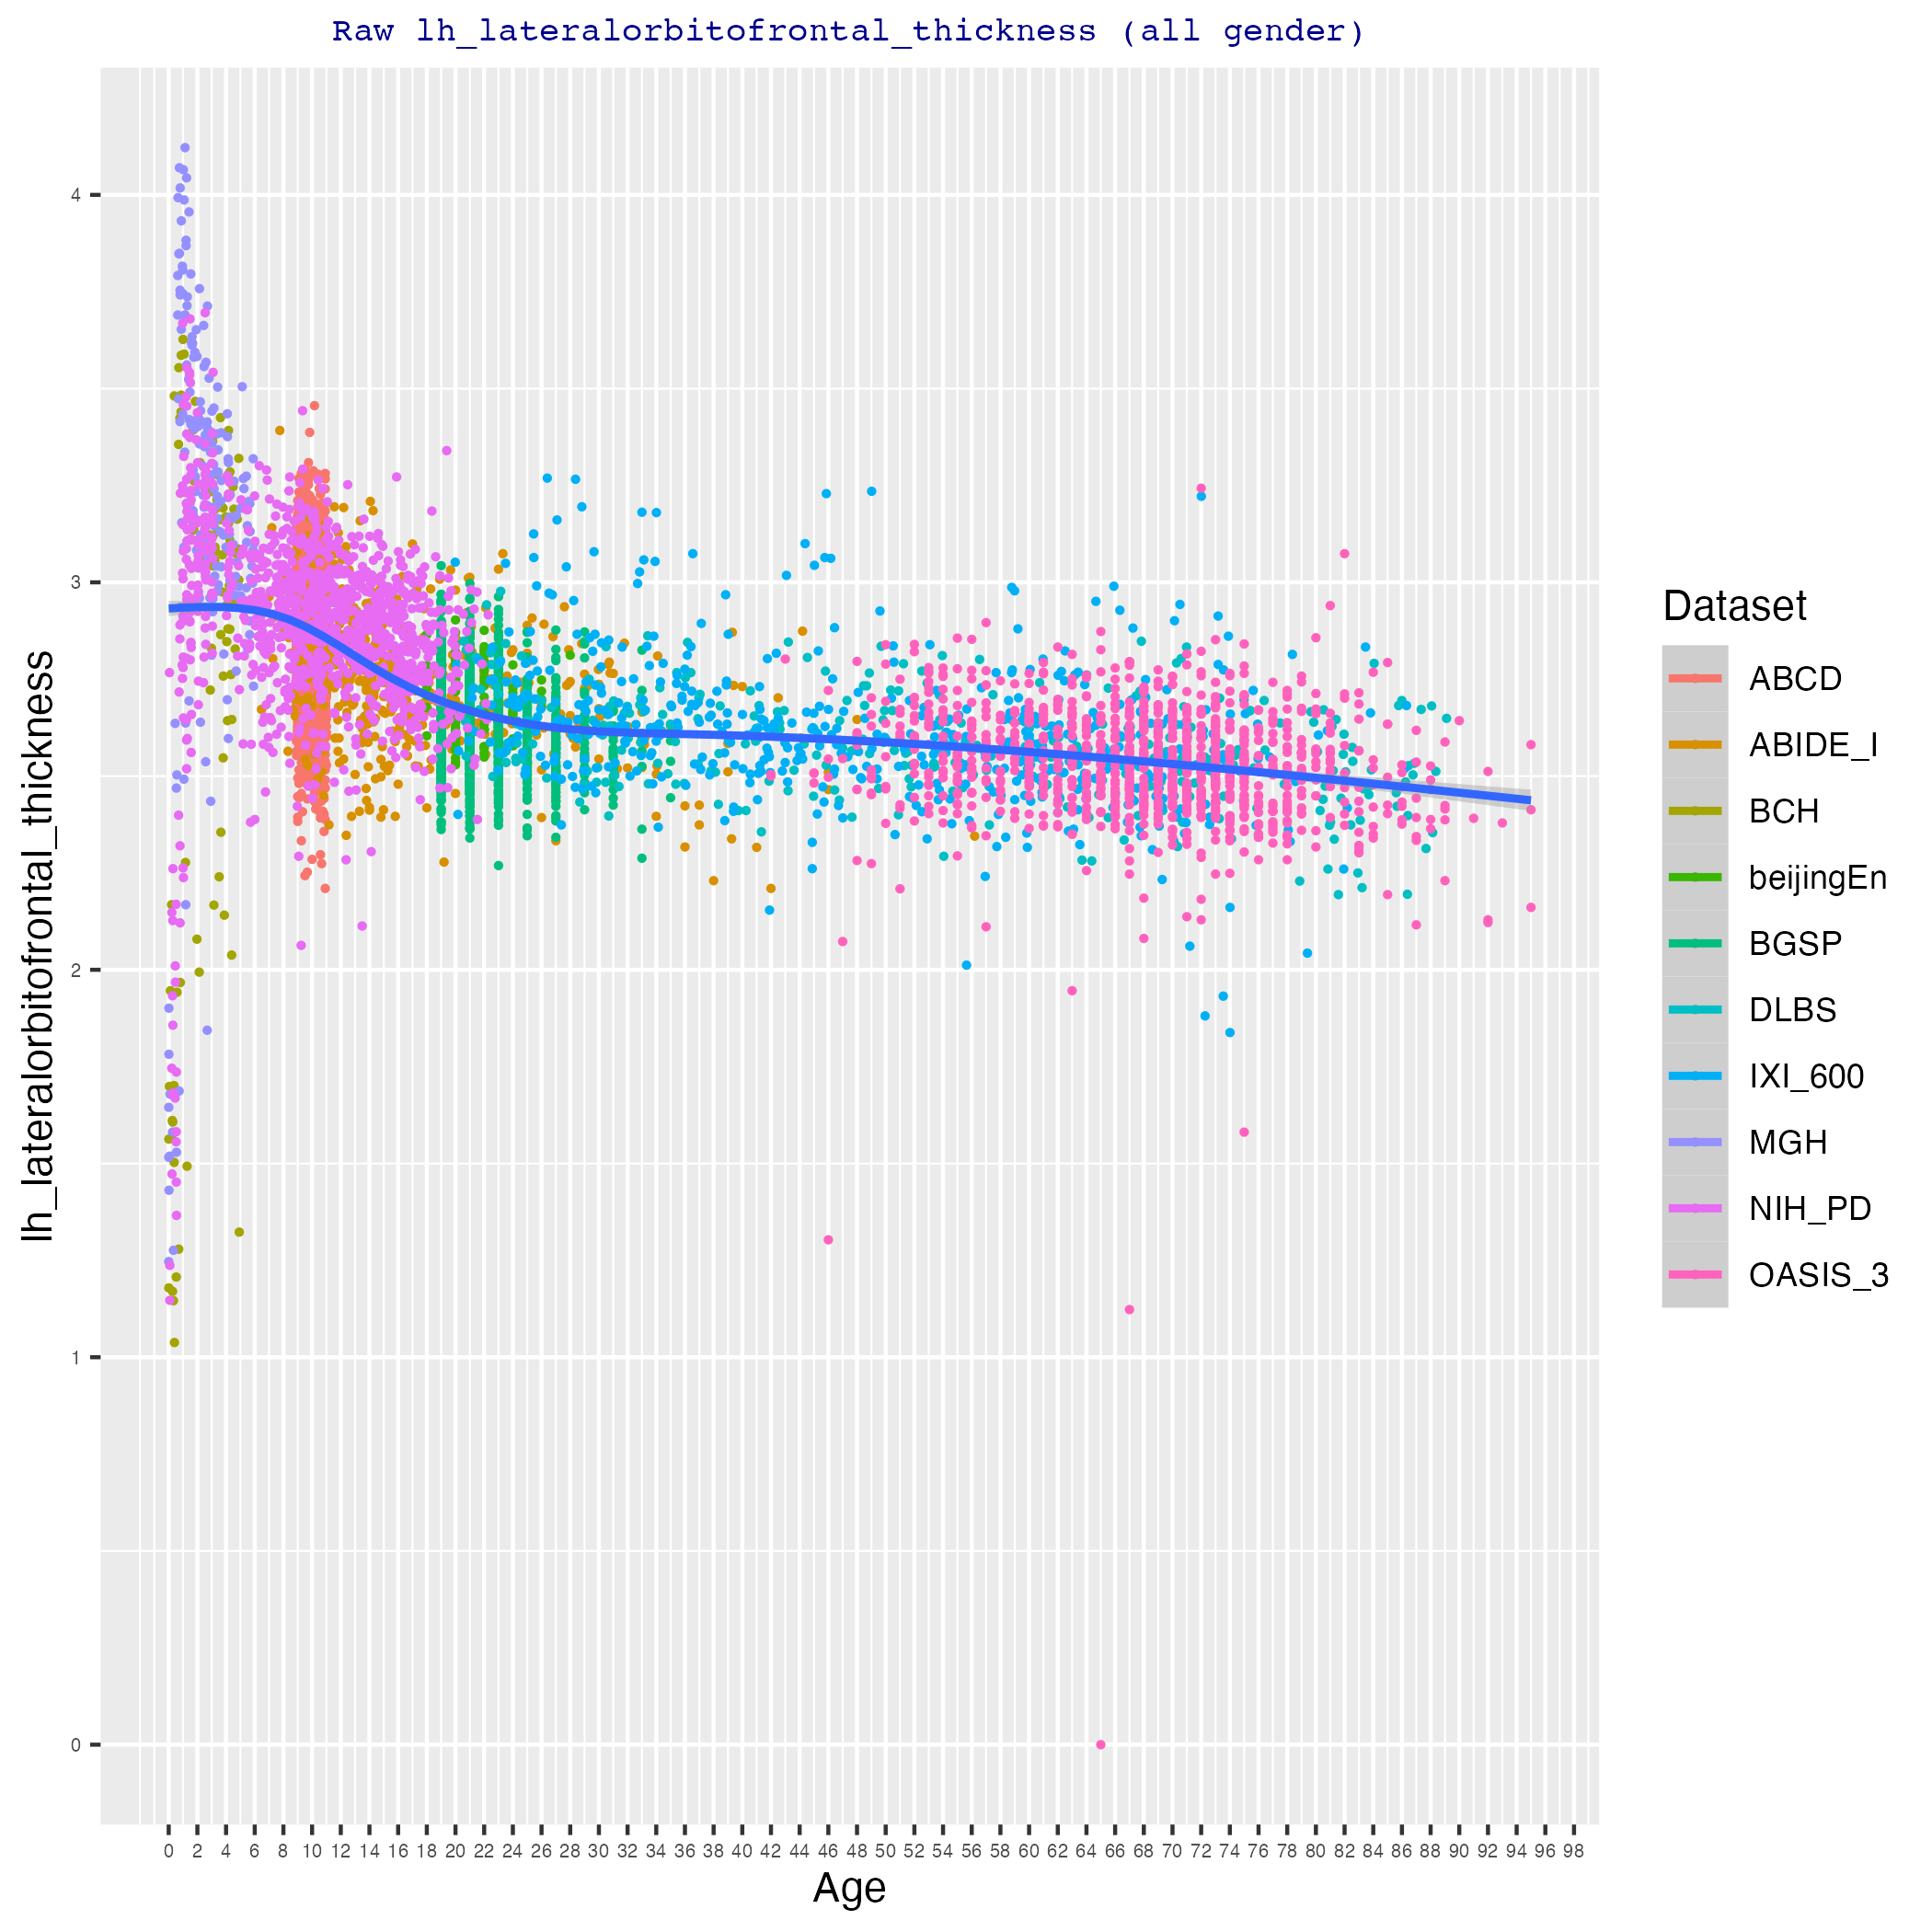 Raw lh_lateralorbitofrontal_thickness (all gender)
lh_lateralorbitofrontal_thickness
4
3
2
1
0
0 2 4 6 8 10 12 14 16 18 20 22 24 26 28 30 32 34 36 38 40 42 44 46 48 50 52 54 56 58 60 62 64 66 68 70 72 74 76 78 80 82 84 86 88 90 92 94 96 98
Age
Dataset
ABCD
ABIDE_I
BCH
beijingEn
BGSP
DLBS
IXI_600
MGH
NIH_PD
OASIS_3